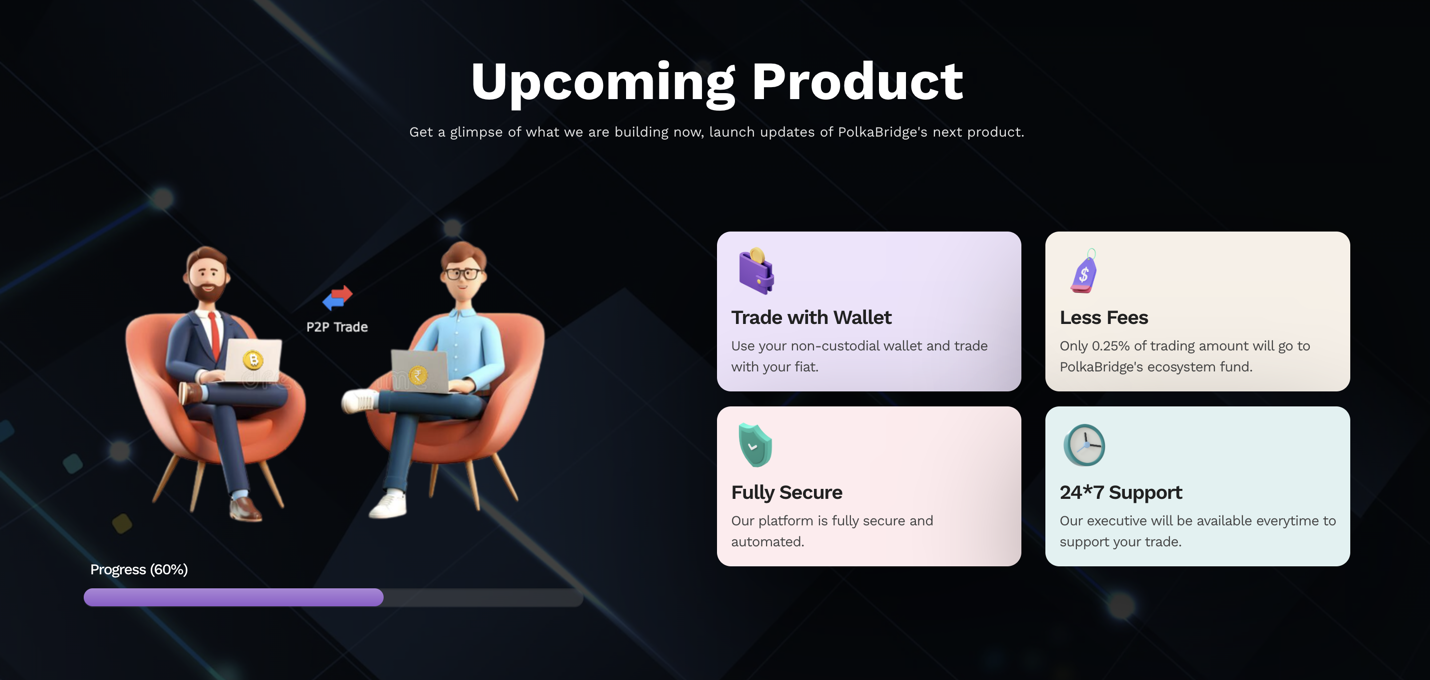 Upcoming Product
Get a glimpse of what we are building now, launch updates of PolkaBridge's next product.
P2P Trade
Progress (60%)
Trade with Wallet
Use your non-custodial wallet and trade
with your fiat.
Less Fees
Only 0.25% of trading amount will go to
PolkaBridge's ecosystem fund.
Fully Secure
Our platform is fully secure and
automated.
24*7 Support
Our executive will be available everytime to
support your trade.